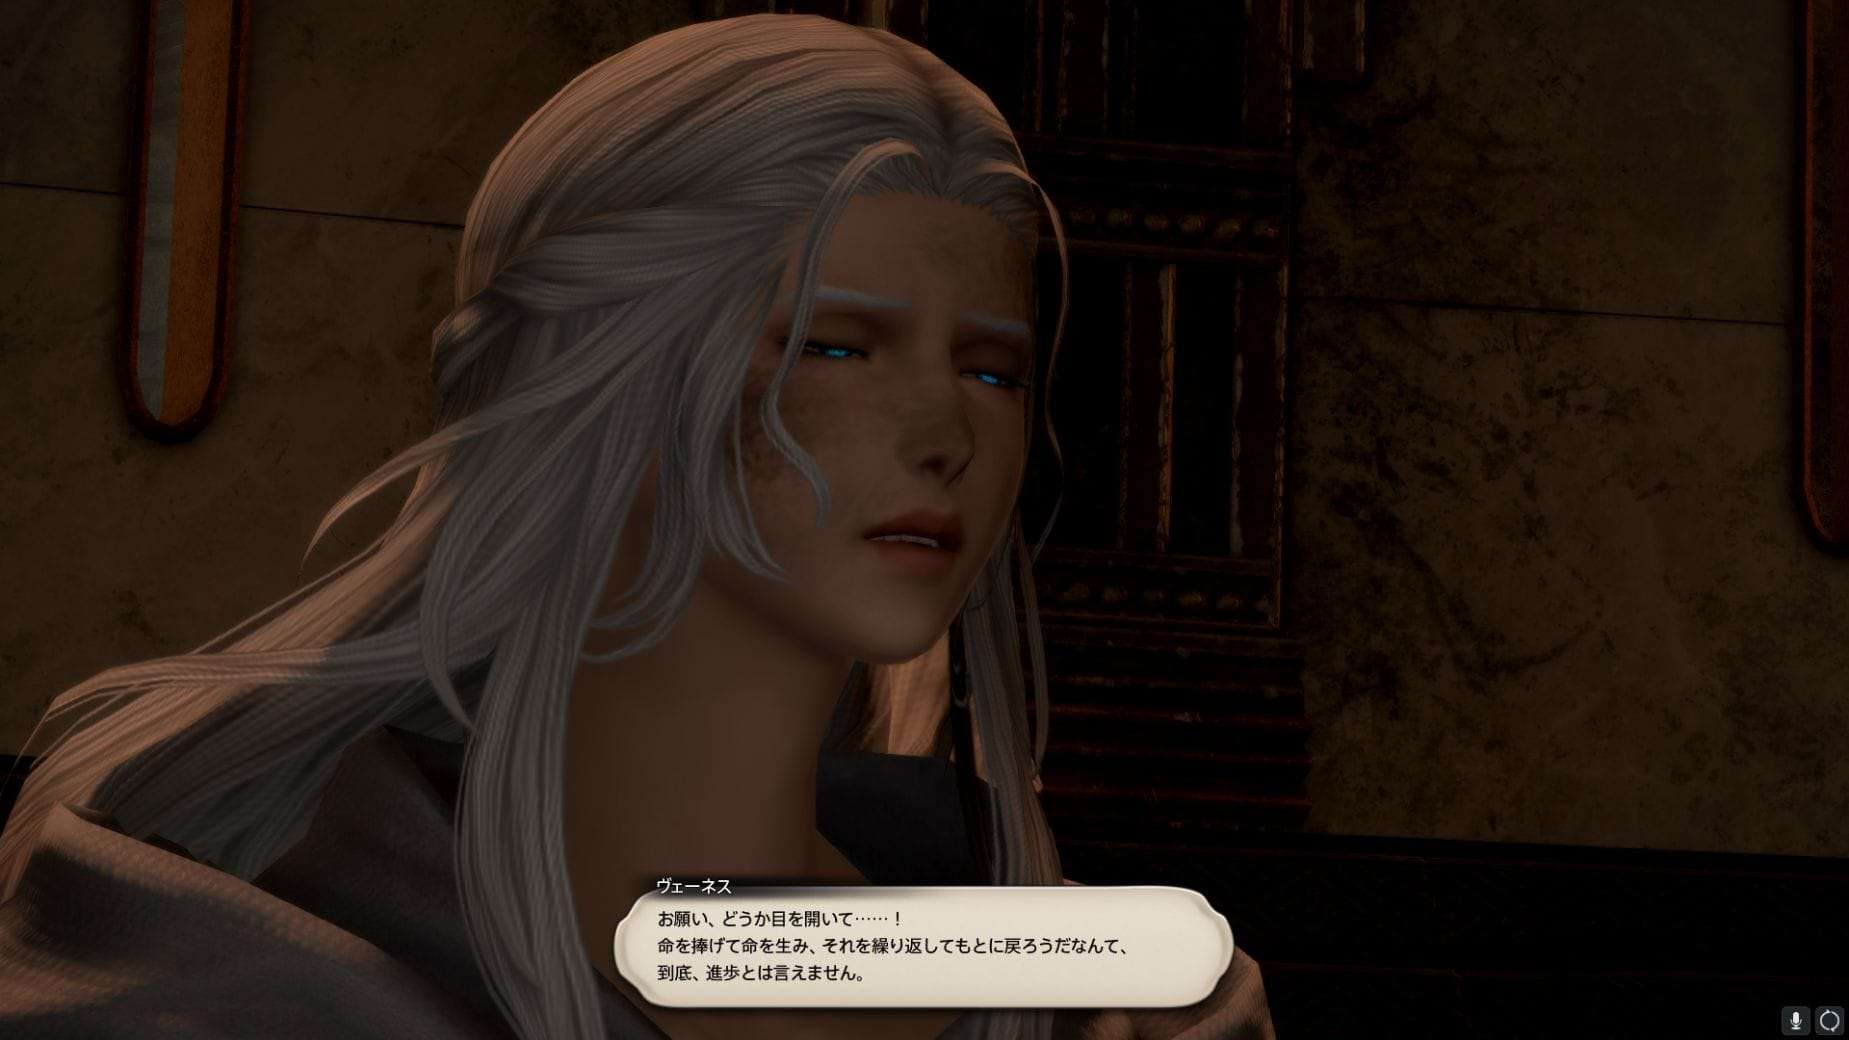 ヴェーネス
お願い、どうか目を開いて……！
命を捧げて命を生み、それを繰り返してもとに戻ろうだなんて、
到底、進歩とは言えません。